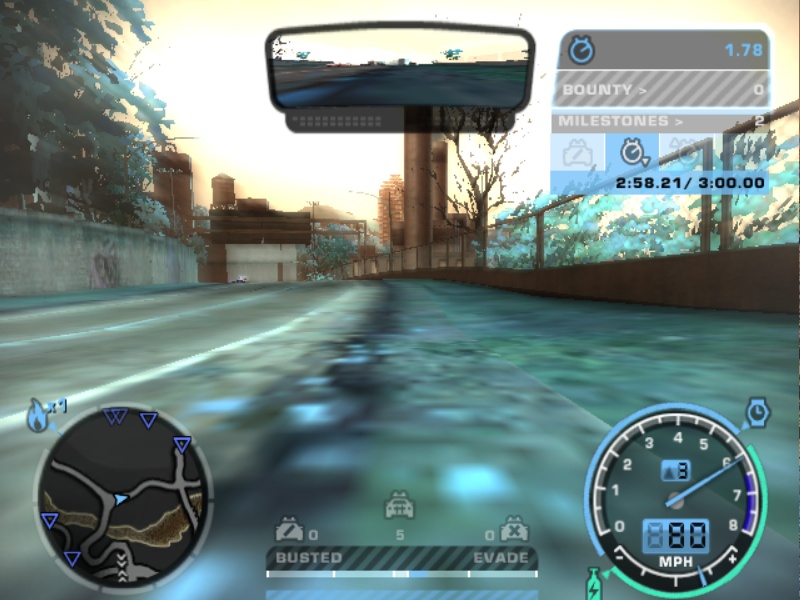 1.78
BOUNTY > 0
MILESTONES > 2
2:58.21/ 3:00.00
x1
0 1 2 3 4 5 6 7 8
3
80
MPH
0 5 0
BUSTED EVADE